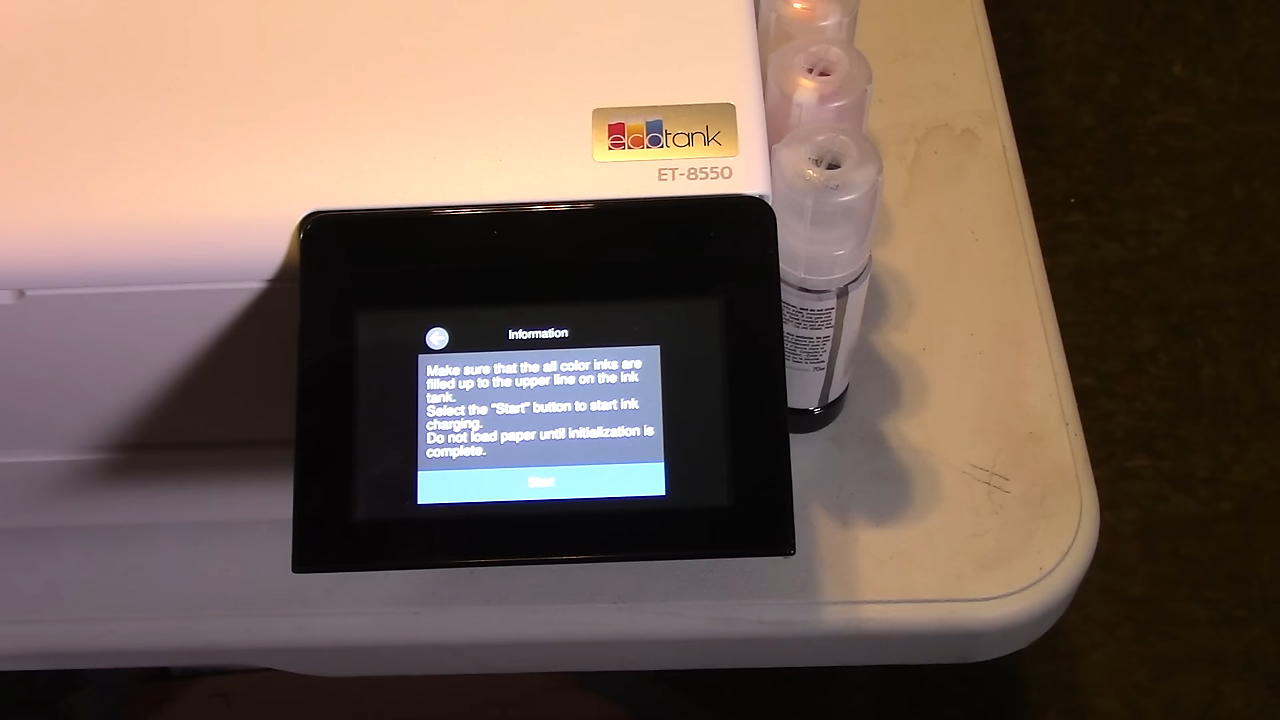 ecotank
ET-8550
Information
Make sure that the all color inks are
filled up to the upper line on the ink
tank.
Select the "Start" button to start ink
charging.
Do not load paper until initialization is
complete.
Start